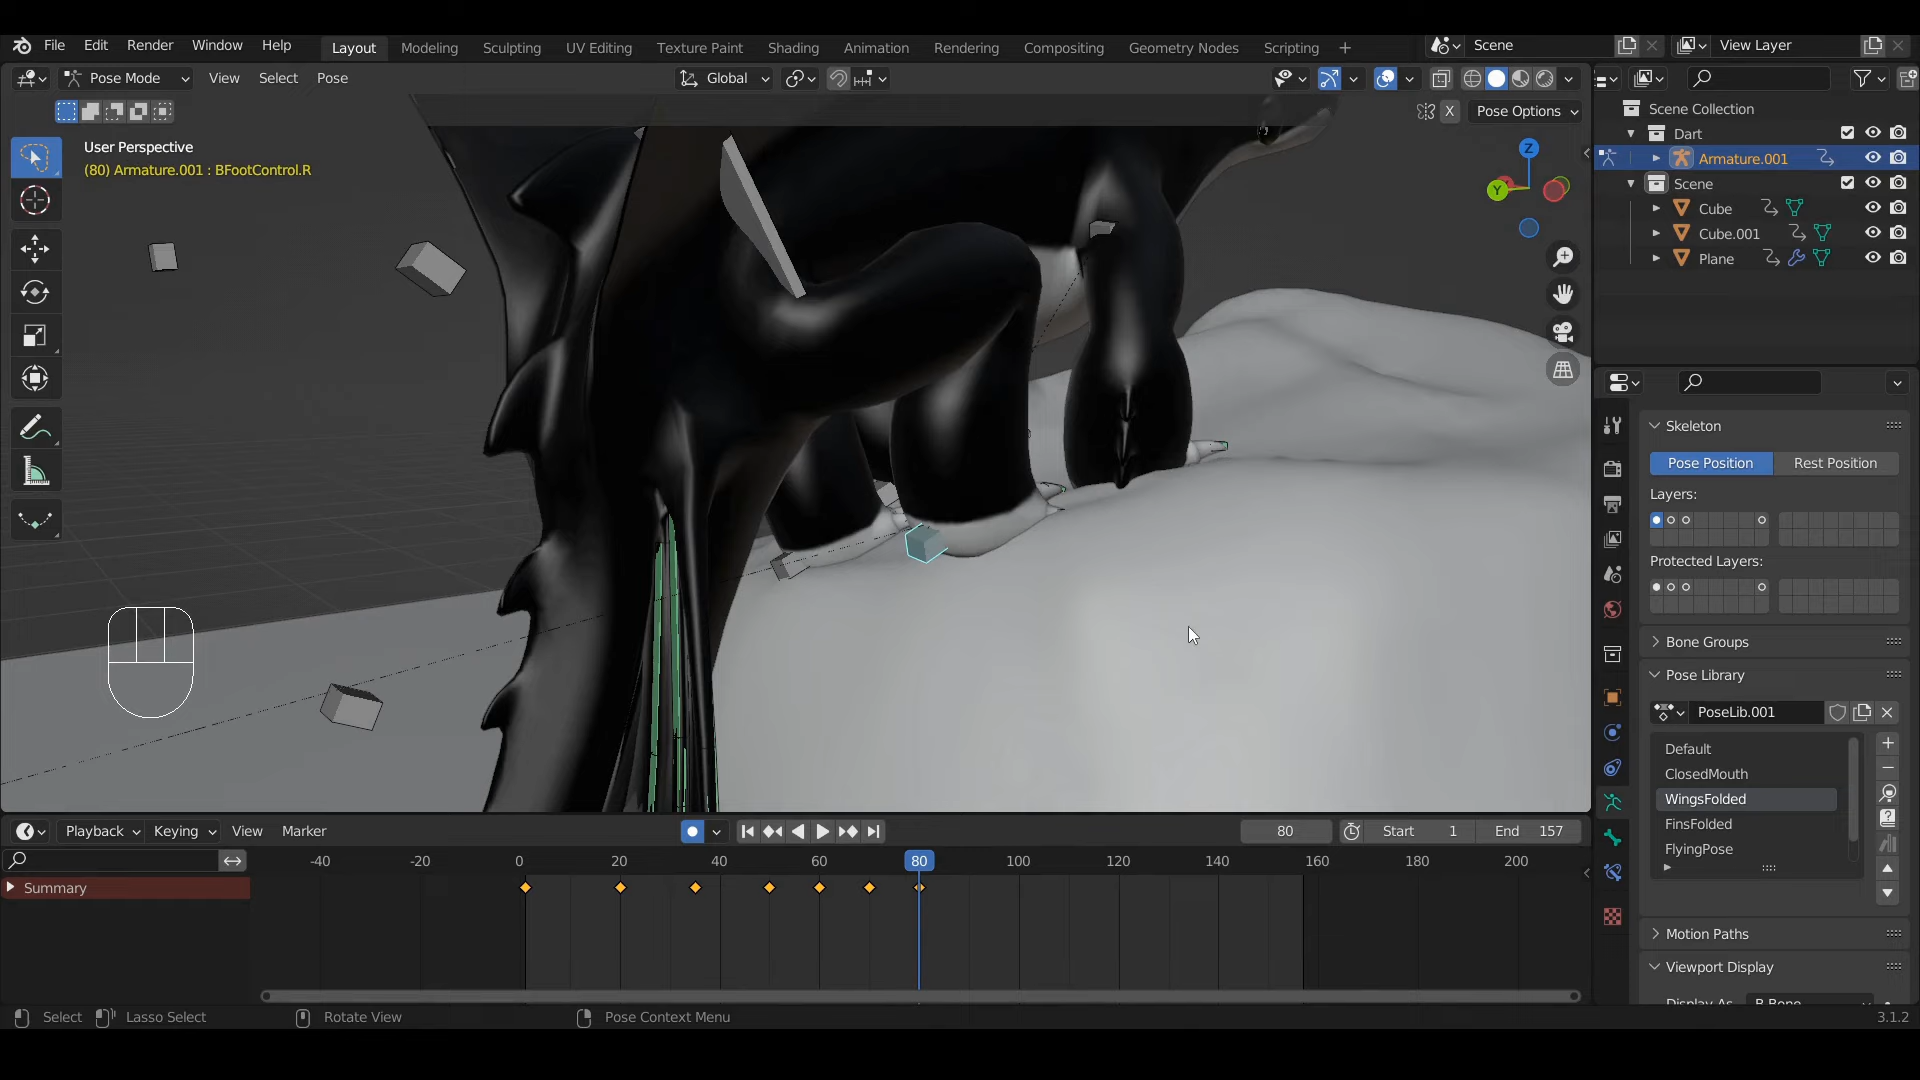 File Edit Render Window Help Layout Modeling Sculpting UV Editing Texture Paint Shading Animation Rendering Compositing Geometry Nodes Scripting + Scene View Layer
Pose Mode View Select Pose Global
X Pose Options
User Perspective
(80) Armature.001 : BFootControl.R
Z
Y
Scene Collection
Dart
Armature.001
Scene
Cube
Cube.001
Plane
Skeleton
Pose Position Rest Position
Layers:
Protected Layers:
Bone Groups
Pose Library
PoseLib.001
Default
ClosedMouth
WingsFolded
FinsFolded
FlyingPose
Motion Paths
Viewport Display
Display As B-Bone
Playback Keying View Marker 80 Start 1 End 157
-40 -20 0 20 40 60 80 100 120 140 160 180 200
Summary
Select Lasso Select Rotate View Pose Context Menu 3.1.2